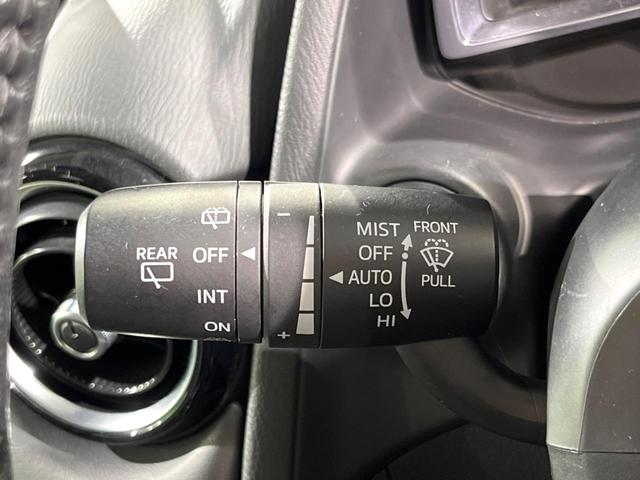 REAR
OFF
INT
ON
−
+
MIST
OFF
AUTO
LO
HI
FRONT
PULL